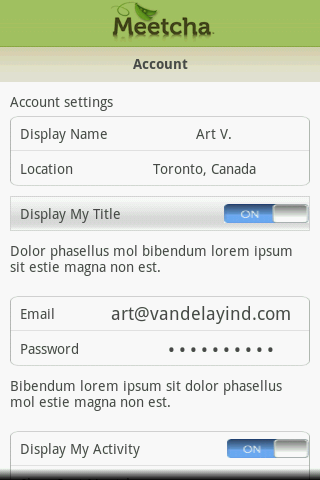 Meetcha
Account
Account settings
Display Name Art V.
Location Toronto, Canada
Display My Title ON
Dolor phasellus mol bibendum lorem ipsum
sit estie magna non est.
Email art@vandelayind.com
Password ••••••••••
Bibendum lorem ipsum sit dolor phasellus
sit estie magna non est.
Display My Activity ON